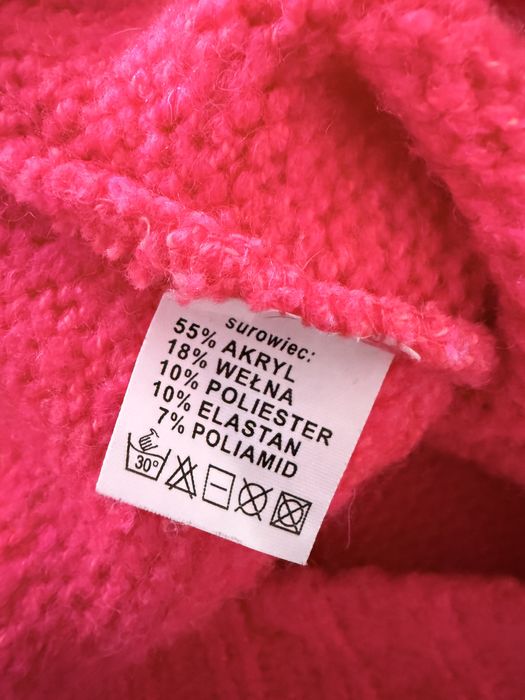 surowiec:
55% AKRYL
18% WEŁNA
10% POLIESTER
10% ELASTAN
7% POLIAMID
30°